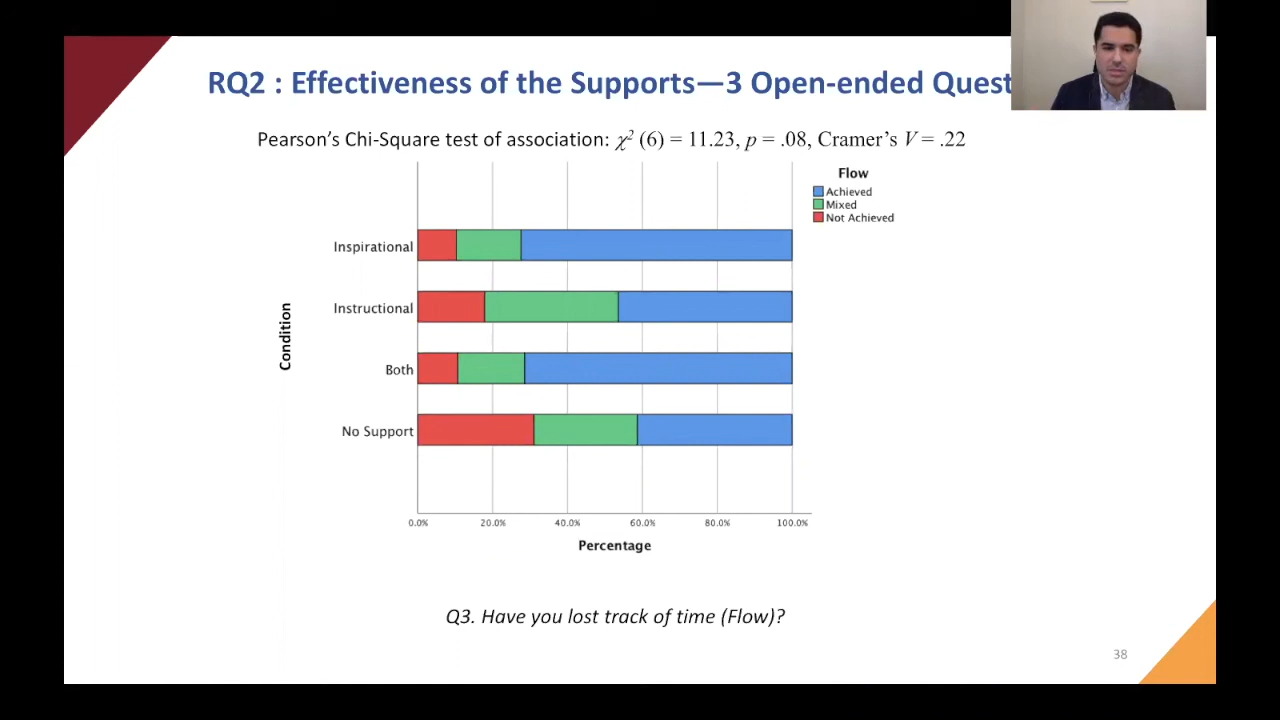 RQ2 : Effectiveness of the Supports—3 Open-ended Quest
Pearson’s Chi-Square test of association: χ² (6) = 11.23, p = .08, Cramer’s V = .22
Flow
Achieved
Mixed
Not Achieved
Inspirational
Instructional
Both
No Support
Condition
0.0% 20.0% 40.0% 60.0% 80.0% 100.0%
Percentage
Q3. Have you lost track of time (Flow)?
38